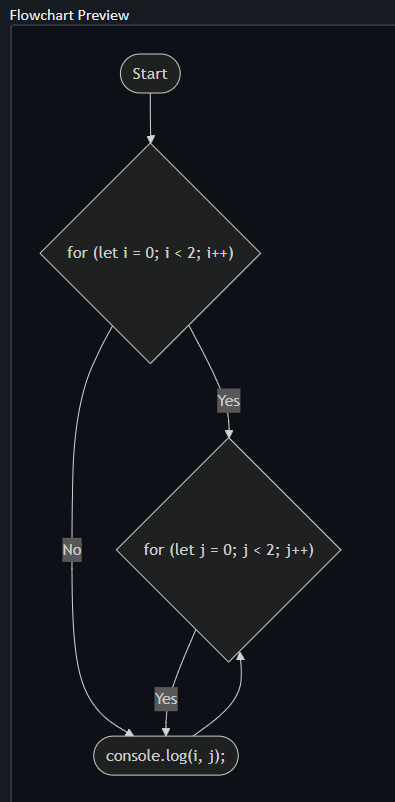 Flowchart Preview
Start
for (let i = 0; i < 2; i++)
Yes
for (let j = 0; j < 2; j++)
No
Yes
console.log(i, j);